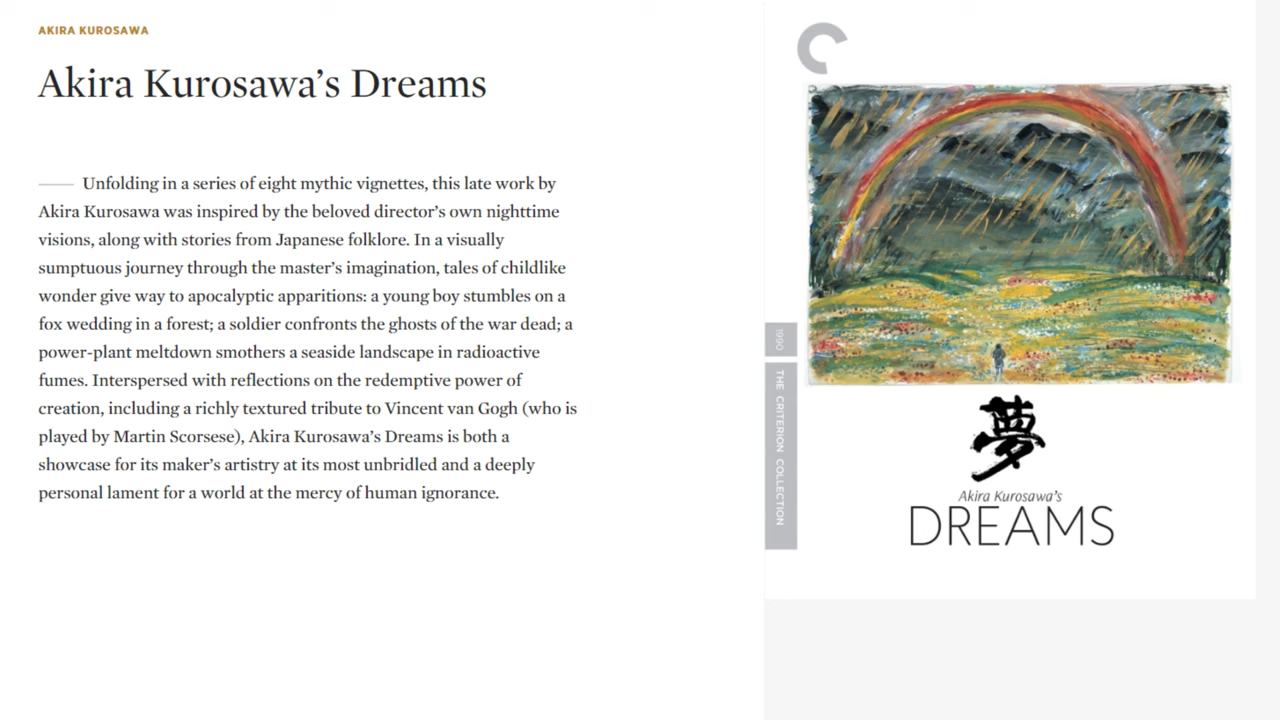 AKIRA KUROSAWA
Akira Kurosawa’s Dreams
Unfolding in a series of eight mythic vignettes, this late work by
Akira Kurosawa was inspired by the beloved director’s own nighttime
visions, along with stories from Japanese folklore. In a visually
sumptuous journey through the master’s imagination, tales of childlike
wonder give way to apocalyptic apparitions: a young boy stumbles on a
fox wedding in a forest; a soldier confronts the ghosts of the war dead; a
power-plant meltdown smothers a seaside landscape in radioactive
fumes. Interspersed with reflections on the redemptive power of
creation, including a richly textured tribute to Vincent van Gogh (who is
played by Martin Scorsese), Akira Kurosawa’s Dreams is both a
showcase for its maker’s artistry at its most unbridled and a deeply
personal lament for a world at the mercy of human ignorance.
1990
THE CRITERION COLLECTION
夢
Akira Kurosawa’s
DREAMS